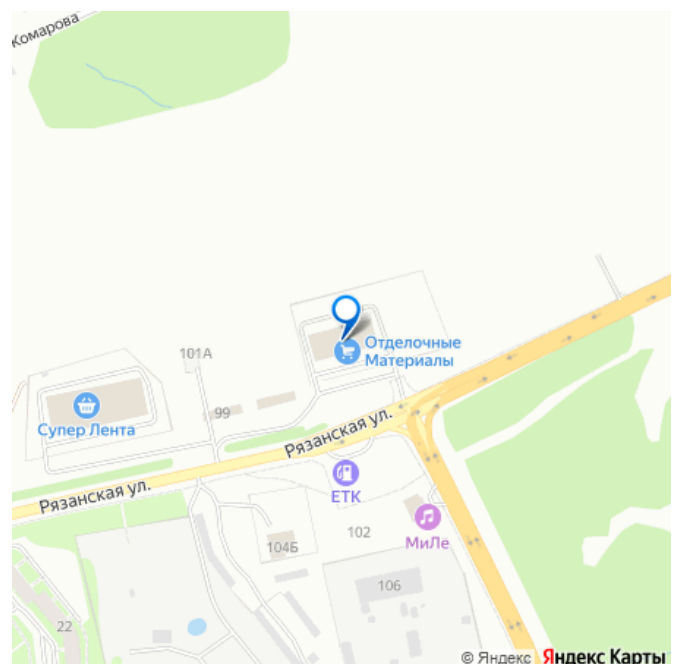 Комарова
Отделочные
Материалы
101А
99
Супер Лента
Рязанская ул.
Рязанская ул.
ЕТК
МиЛе
102
104Б
106
22
© Яндекс Яндекс Карты